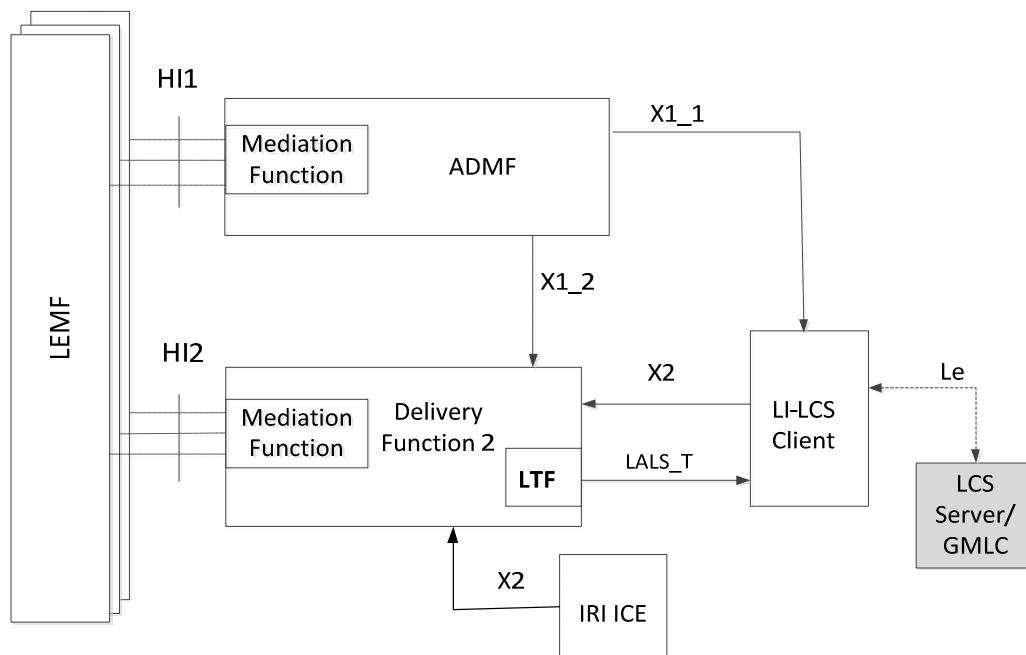 HI1
Mediation
Function
ADMF
X1_1
X1_2
LEMF
HI2
Mediation
Function
Delivery
Function 2
LTF
X2
LALS_T
LI-LCS
Client
Le
LCS
Server/
GMLC
X2
IRI ICE